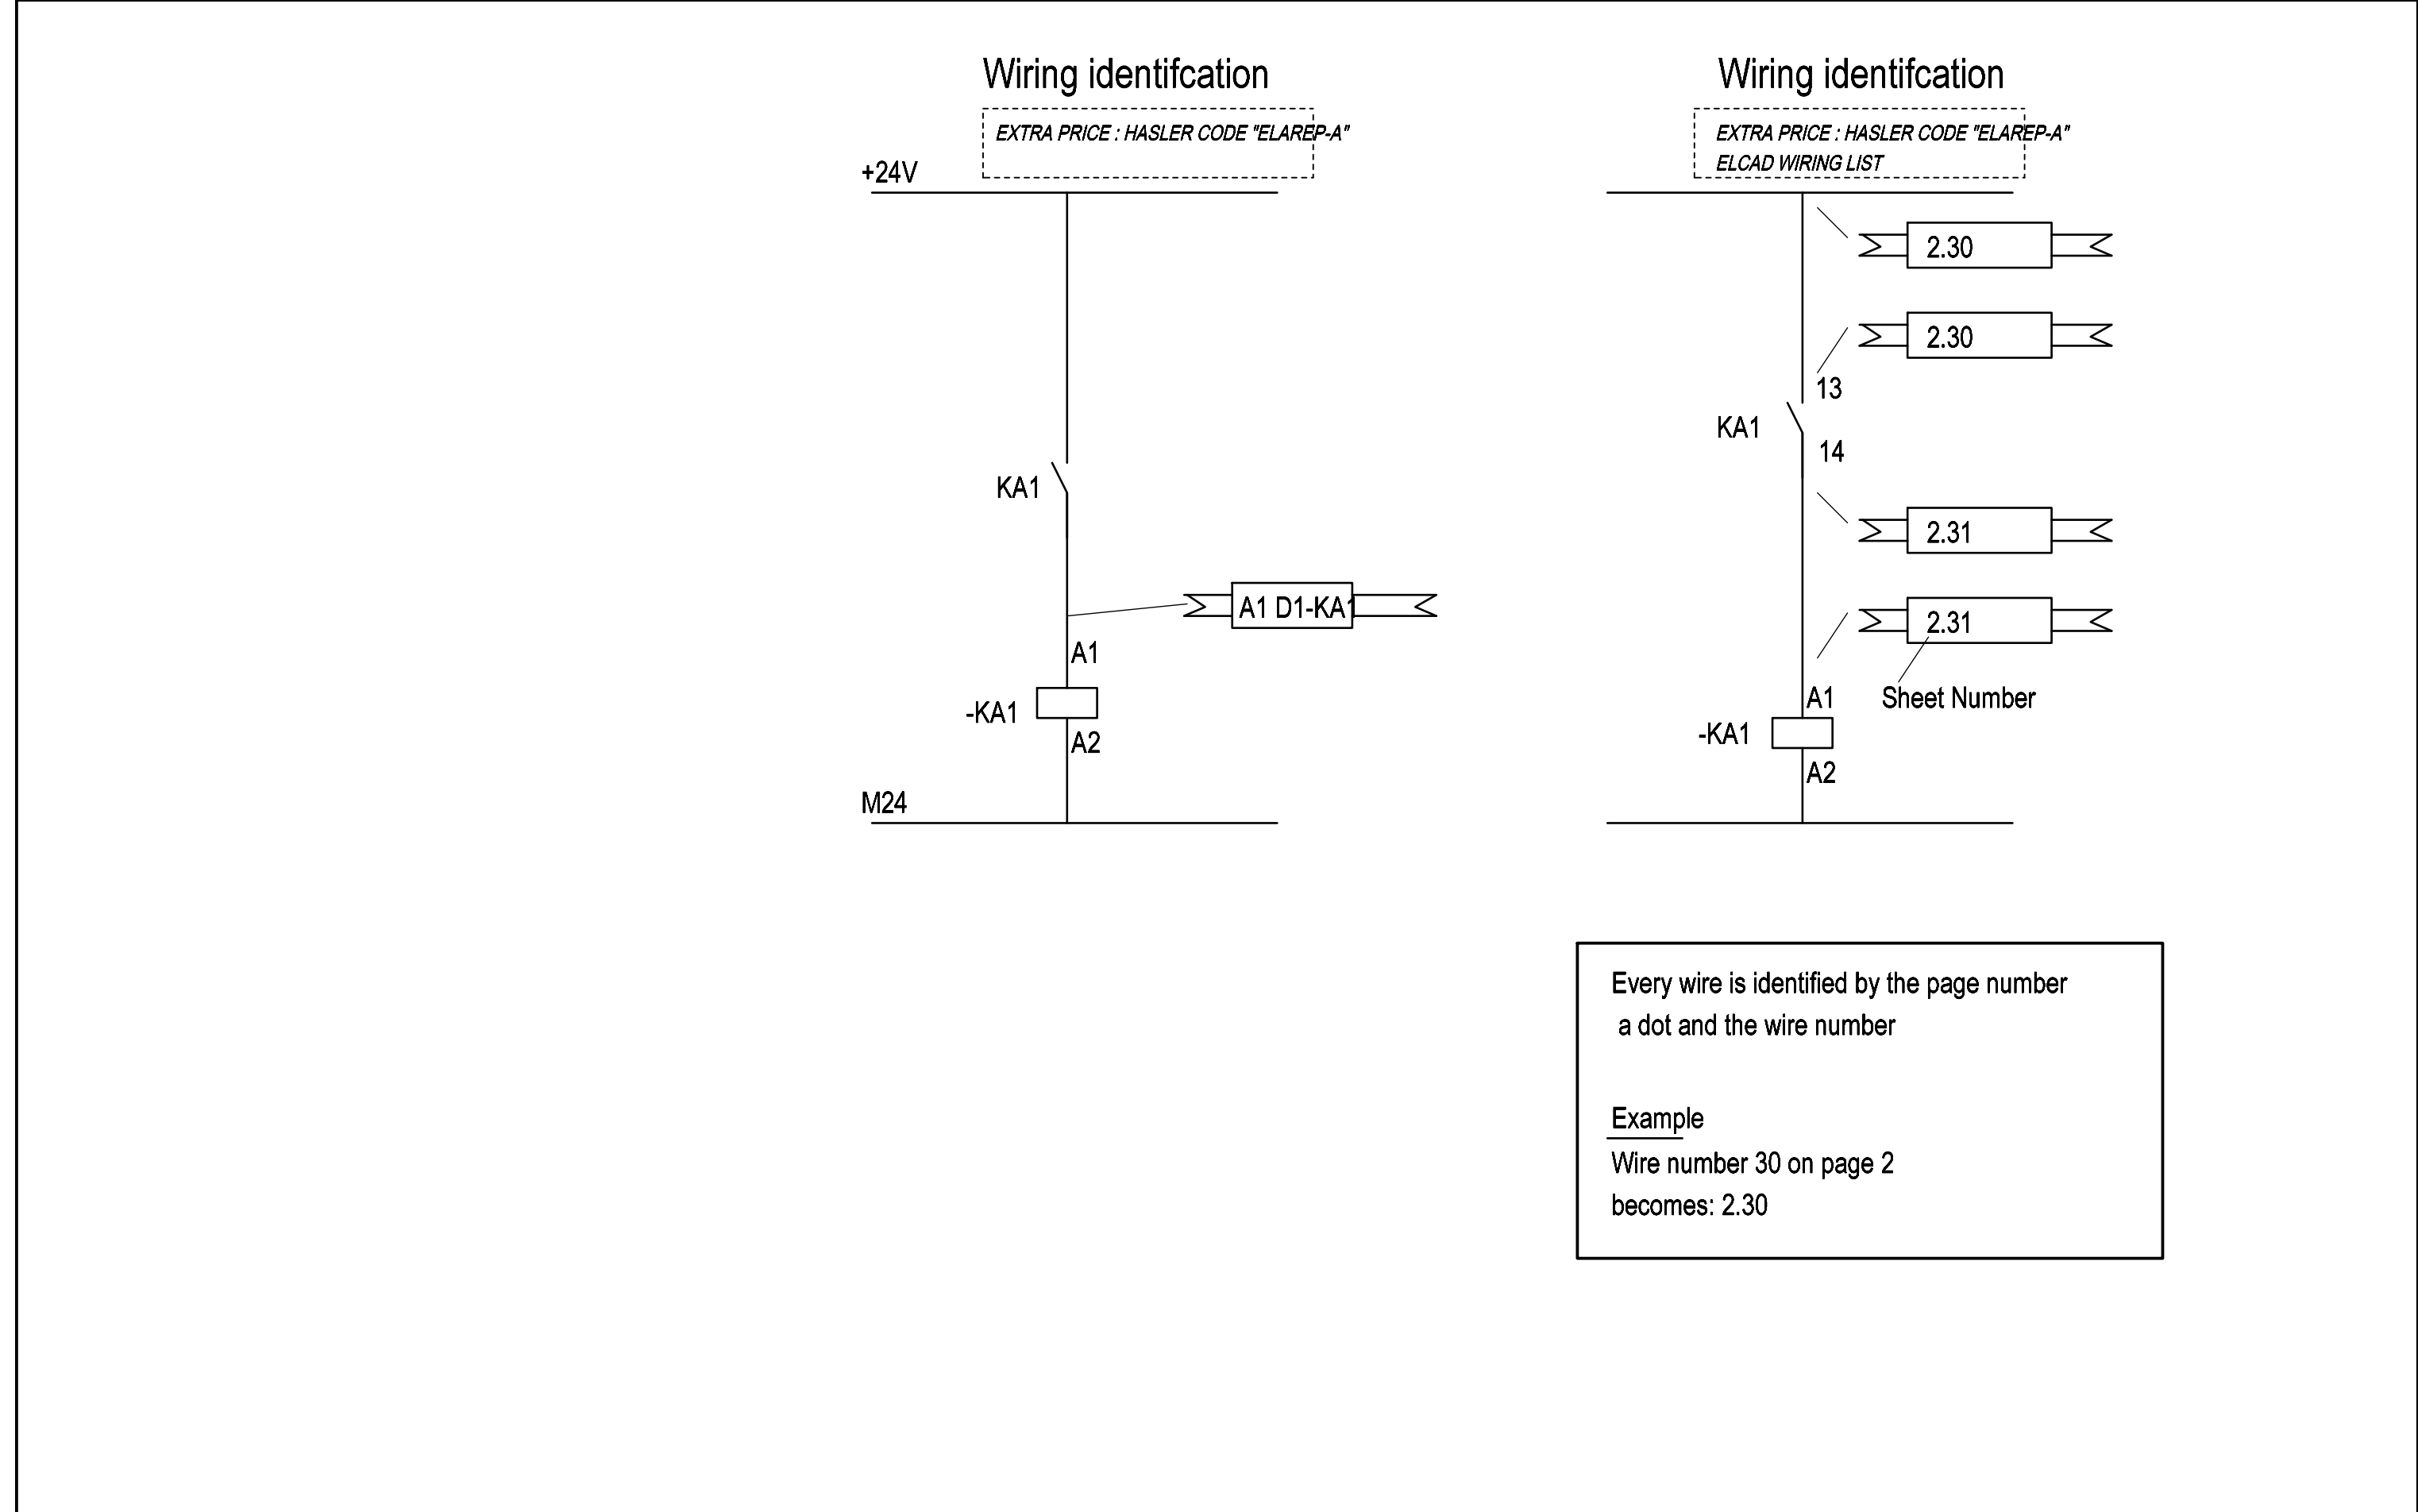 Wiring identifcation
EXTRA PRICE : HASLER CODE "ELAREP-A"
+24V
KA1
A1 D1-KA1
A1
-KA1
A2
M24
Wiring identifcation
EXTRA PRICE : HASLER CODE "ELAREP-A"
ELCAD WIRING LIST
2.30
2.30
13
KA1
14
2.31
2.31
A1
Sheet Number
-KA1
A2
Every wire is identified by the page number
a dot and the wire number
Example
Wire number 30 on page 2
becomes: 2.30